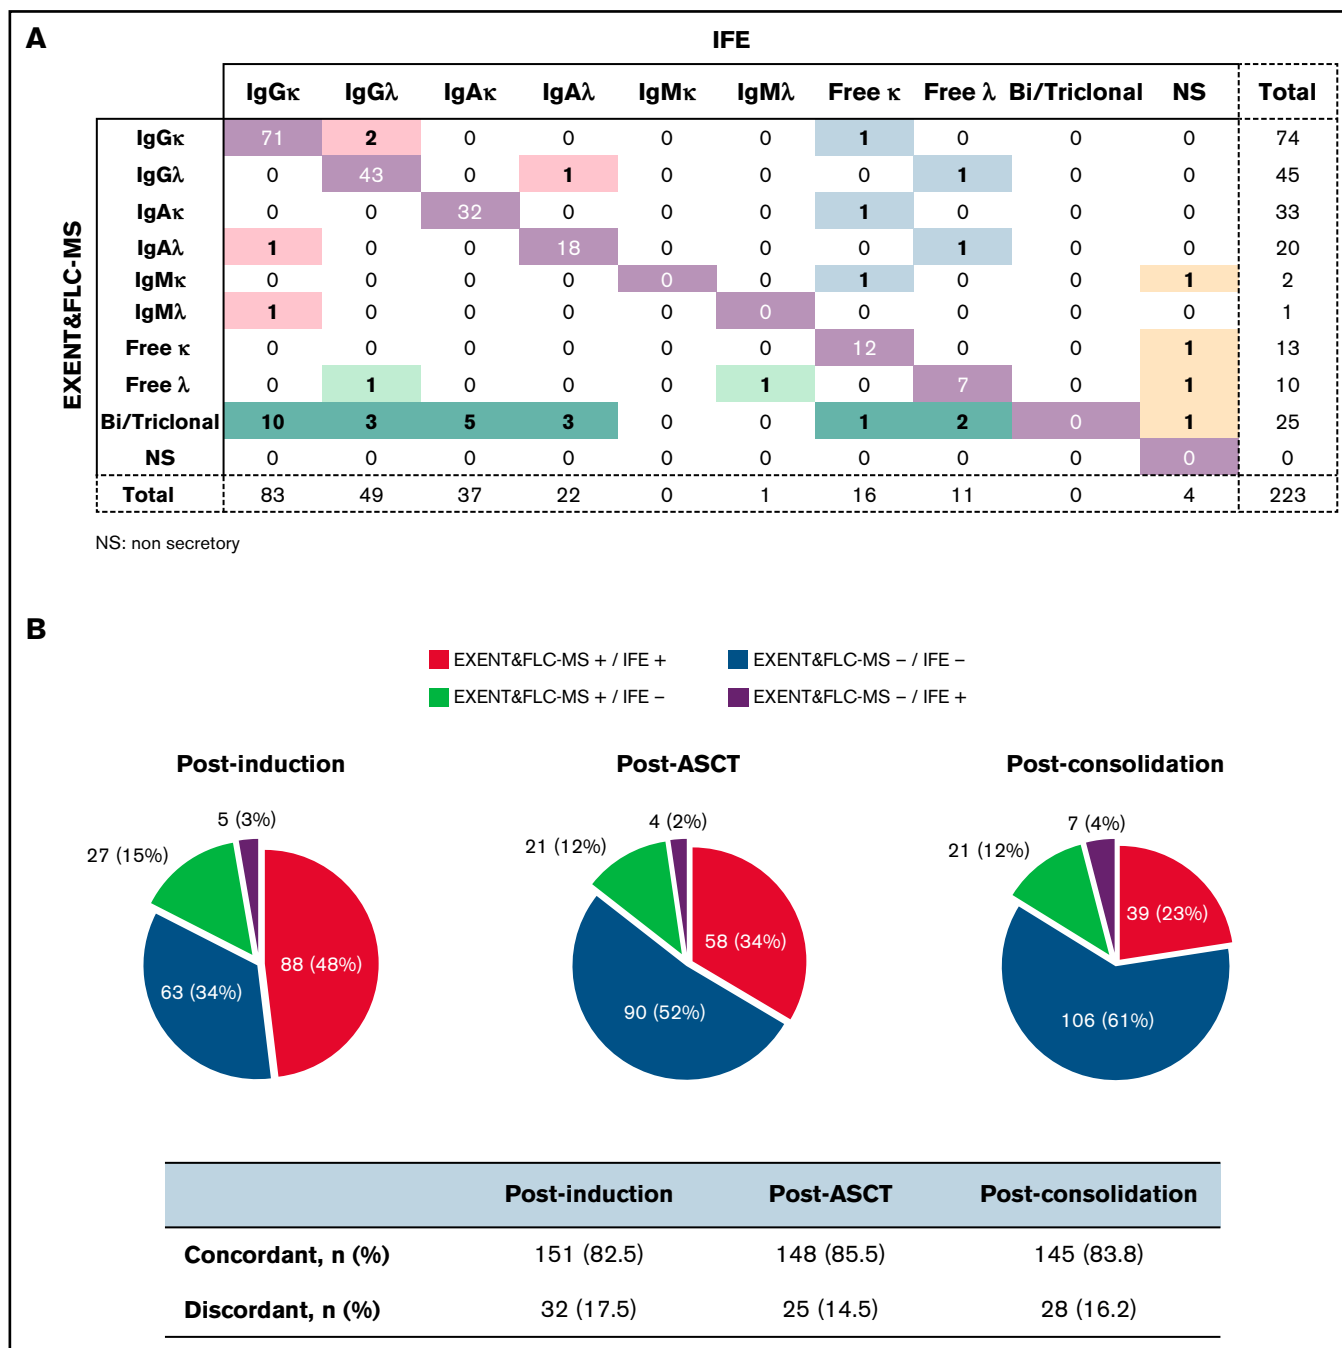 A
IFE
IgGκ IgGλ IgAκ IgAλ IgMκ IgMλ Free κ Free λ Bi/Triclonal NS Total
EXENT&FLC-MS
IgGκ 71 2 0 0 0 0 1 0 0 0 74
IgGλ 0 43 0 1 0 0 0 1 0 0 45
IgAκ 0 0 32 0 0 0 1 0 0 0 33
IgAλ 1 0 0 18 0 0 0 1 0 0 20
IgMκ 0 0 0 0 0 0 1 0 0 1 2
IgMλ 1 0 0 0 0 0 0 0 0 0 1
Free κ 0 0 0 0 0 0 12 0 0 1 13
Free λ 0 1 0 0 0 1 0 7 0 1 10
Bi/Triclonal 10 3 5 3 0 0 1 2 0 1 25
NS 0 0 0 0 0 0 0 0 0 0 0
Total 83 49 37 22 0 1 16 11 0 4 223
NS: non secretory
B
EXENT&FLC-MS + / IFE + EXENT&FLC-MS – / IFE –
EXENT&FLC-MS + / IFE – EXENT&FLC-MS – / IFE +
Post-induction Post-ASCT Post-consolidation
5 (3%) 4 (2%) 7 (4%)
27 (15%) 21 (12%) 21 (12%)
88 (48%) 58 (34%) 39 (23%)
63 (34%) 90 (52%) 106 (61%)
Post-induction Post-ASCT Post-consolidation
Concordant, n (%) 151 (82.5) 148 (85.5) 145 (83.8)
Discordant, n (%) 32 (17.5) 25 (14.5) 28 (16.2)